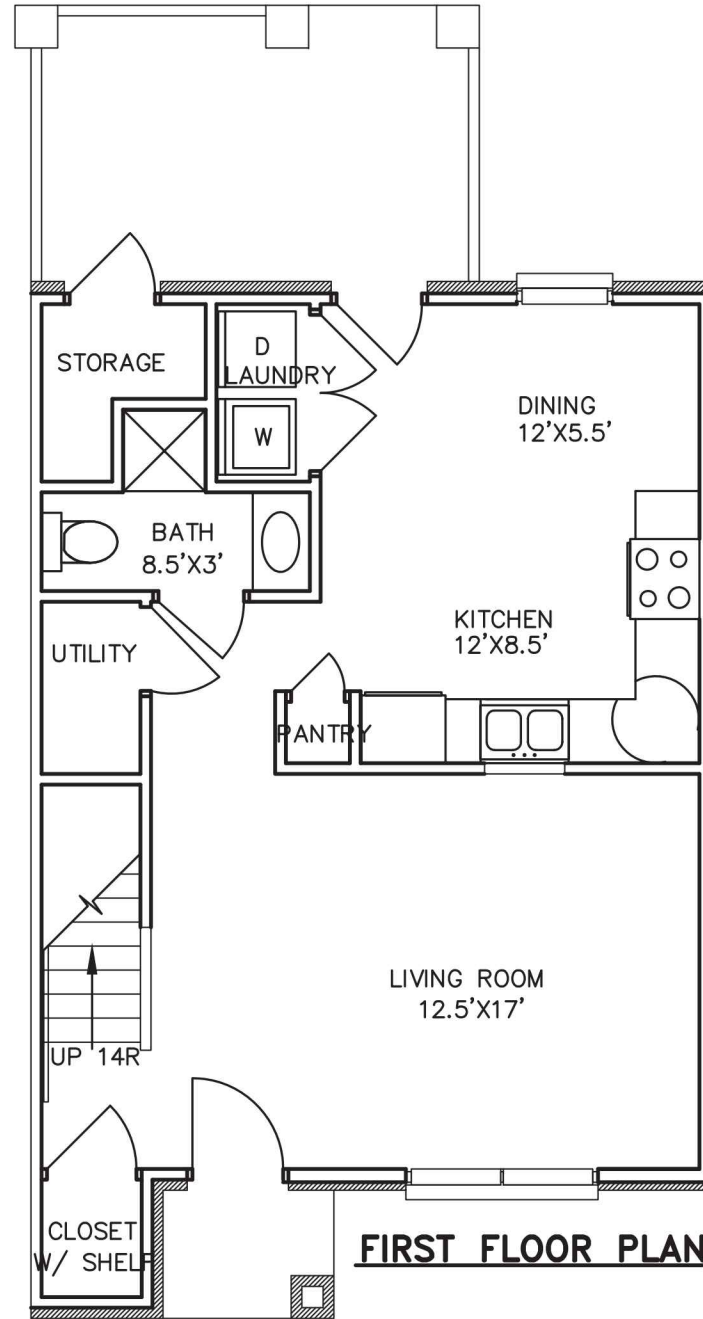 STORAGE
D
LAUNDRY
W
DINING
12'X5.5'
BATH
8.5'X3'
KITCHEN
12'X8.5'
UTILITY
PANTRY
LIVING ROOM
12.5'X17'
UP 14R
CLOSET
W/ SHELF
FIRST FLOOR PLAN